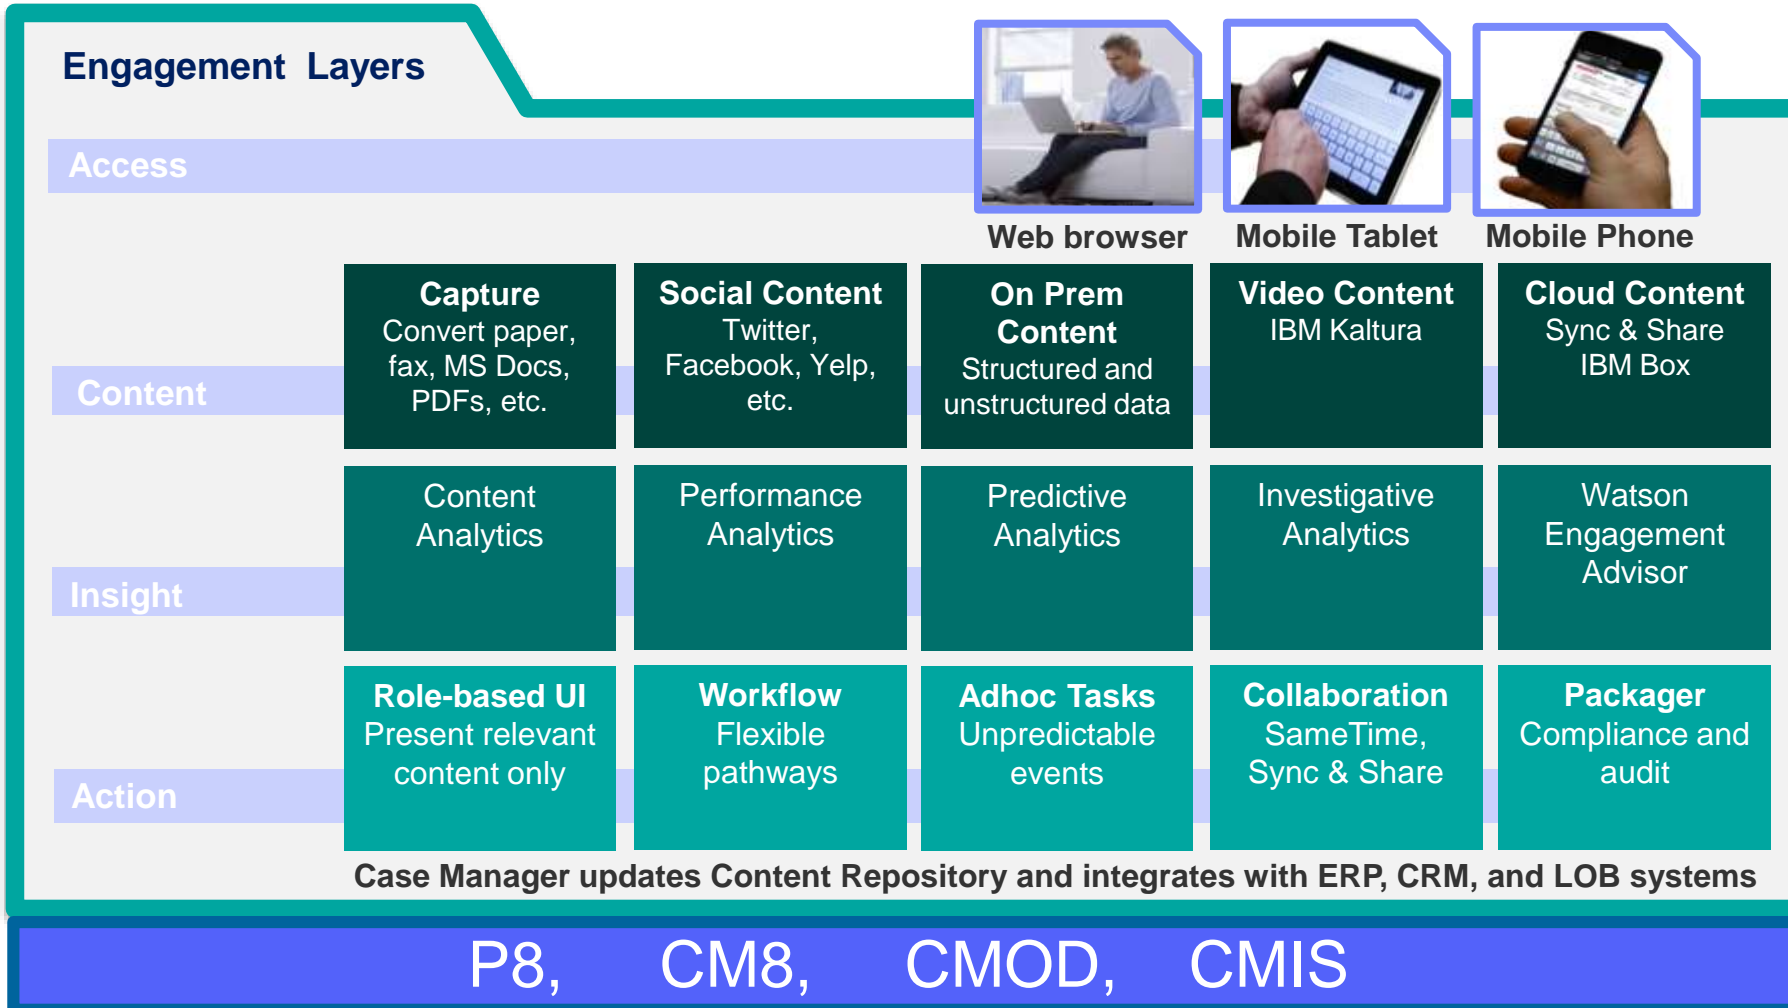 Engagement Layers
Access
Web browser
Mobile Tablet
Mobile Phone
Content
Capture
Convert paper,
fax, MS Docs,
PDFs, etc.
Social Content
Twitter,
Facebook, Yelp,
etc.
On Prem
Content
Structured and
unstructured data
Video Content
IBM Kaltura
Cloud Content
Sync & Share
IBM Box
Insight
Content
Analytics
Performance
Analytics
Predictive
Analytics
Investigative
Analytics
Watson
Engagement
Advisor
Action
Role-based UI
Present relevant
content only
Workflow
Flexible
pathways
Adhoc Tasks
Unpredictable
events
Collaboration
SameTime,
Sync & Share
Packager
Compliance and
audit
Case Manager updates Content Repository and integrates with ERP, CRM, and LOB systems
P8, CM8, CMOD, CMIS